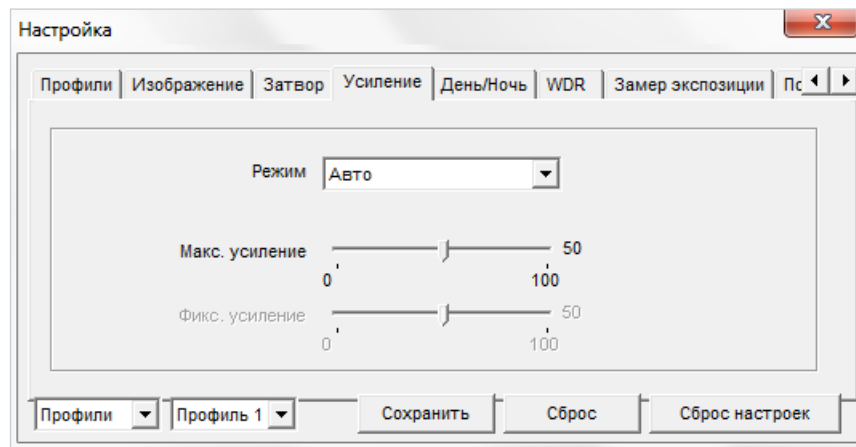 Настройка
Профили Изображение Затвор Усиление День/Ночь WDR Замер экспозиции
Режим Авто
Макс. усиление 50
0 100
Фикс. усиление 50
0 100
Профили Профиль 1 Сохранить Сброс Сброс настроек